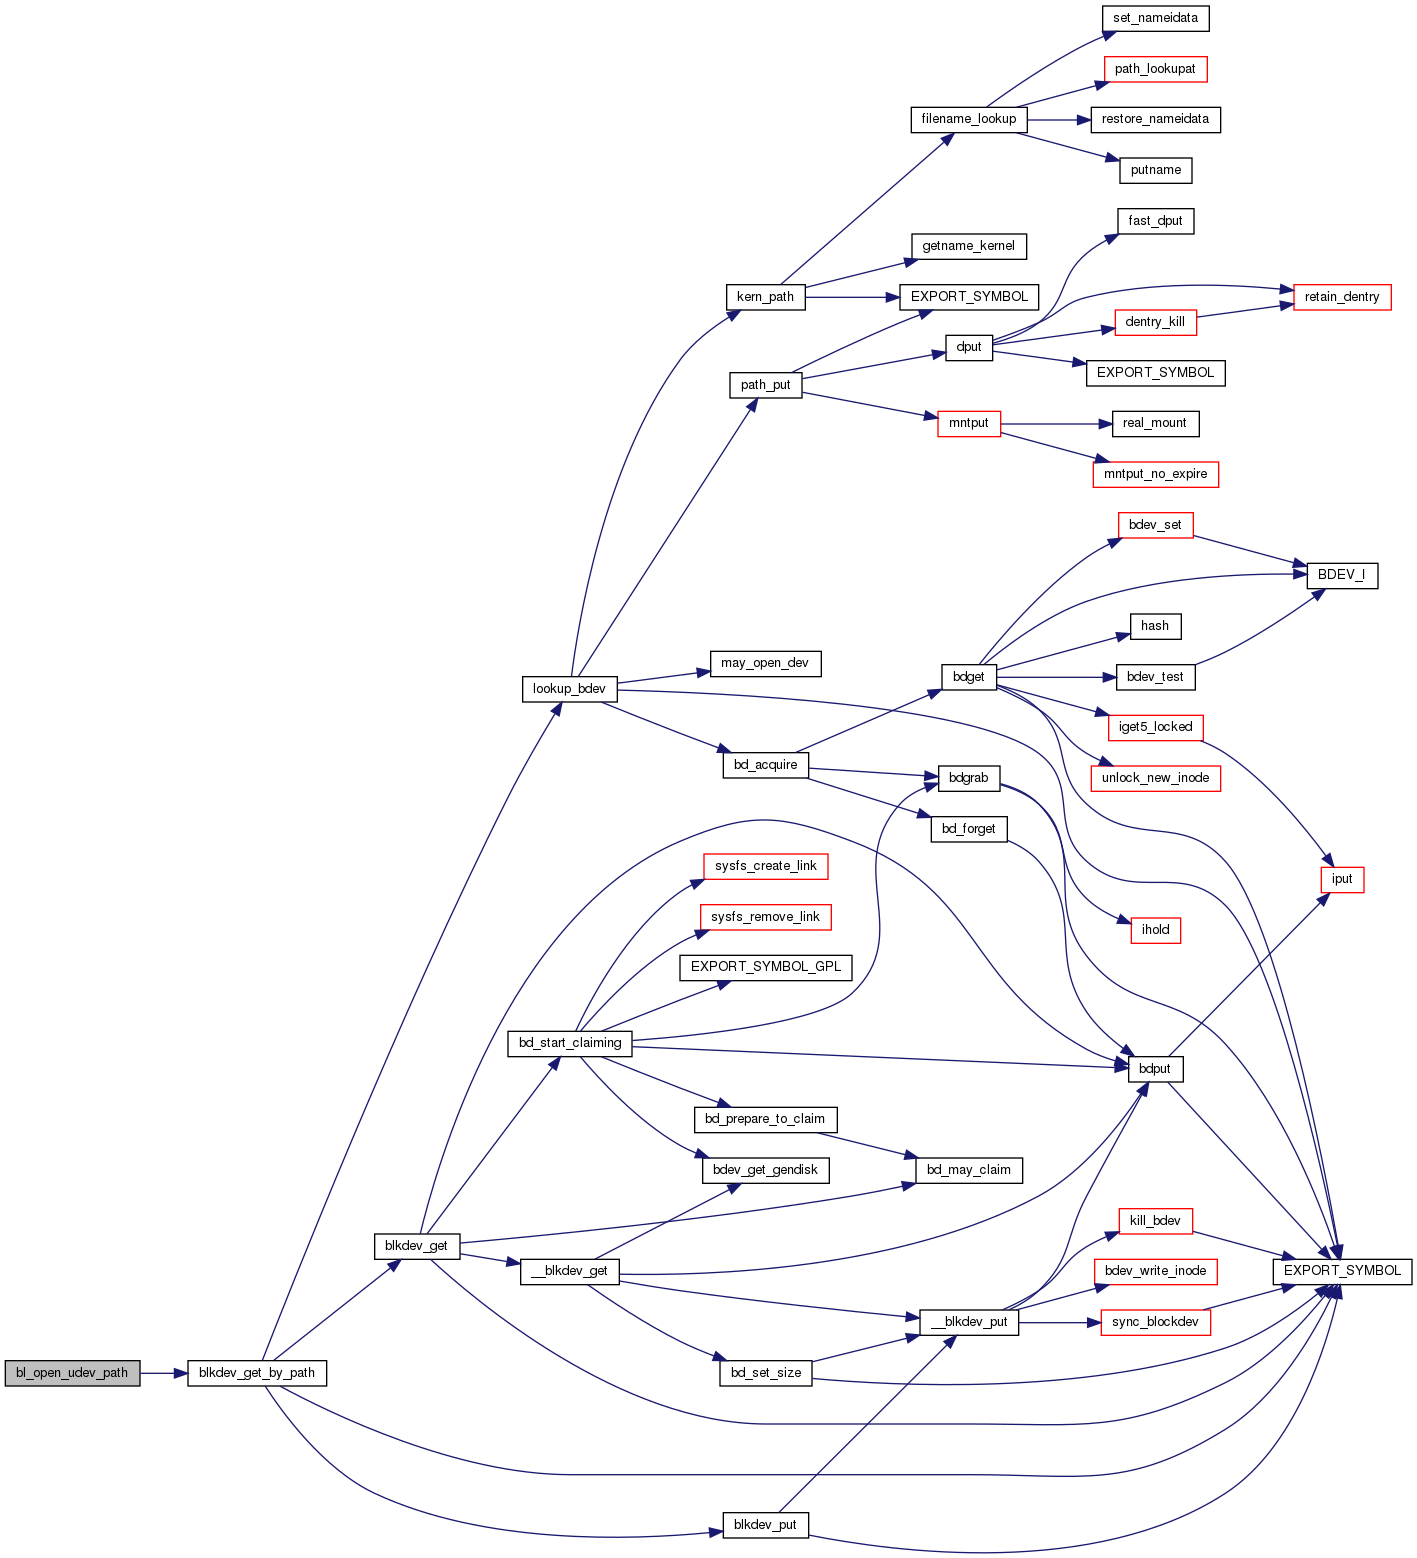 set_nameidata
path_lookupat
filename_lookup
restore_nameidata
putname
fast_dput
getname_kernel
kern_path
EXPORT_SYMBOL
retain_dentry
dentry_kill
dput
EXPORT_SYMBOL
path_put
mntput
real_mount
mntput_no_expire
bdev_set
BDEV_I
hash
may_open_dev
bdget
bdev_test
lookup_bdev
iget5_locked
bd_acquire
bdgrab
unlock_new_inode
bd_forget
sysfs_create_link
iput
sysfs_remove_link
ihold
EXPORT_SYMBOL_GPL
bd_start_claiming
bdput
bd_prepare_to_claim
bdev_get_gendisk
bd_may_claim
kill_bdev
blkdev_get
__blkdev_get
bdev_write_inode
EXPORT_SYMBOL
__blkdev_put
sync_blockdev
bl_open_udev_path
blkdev_get_by_path
bd_set_size
blkdev_put